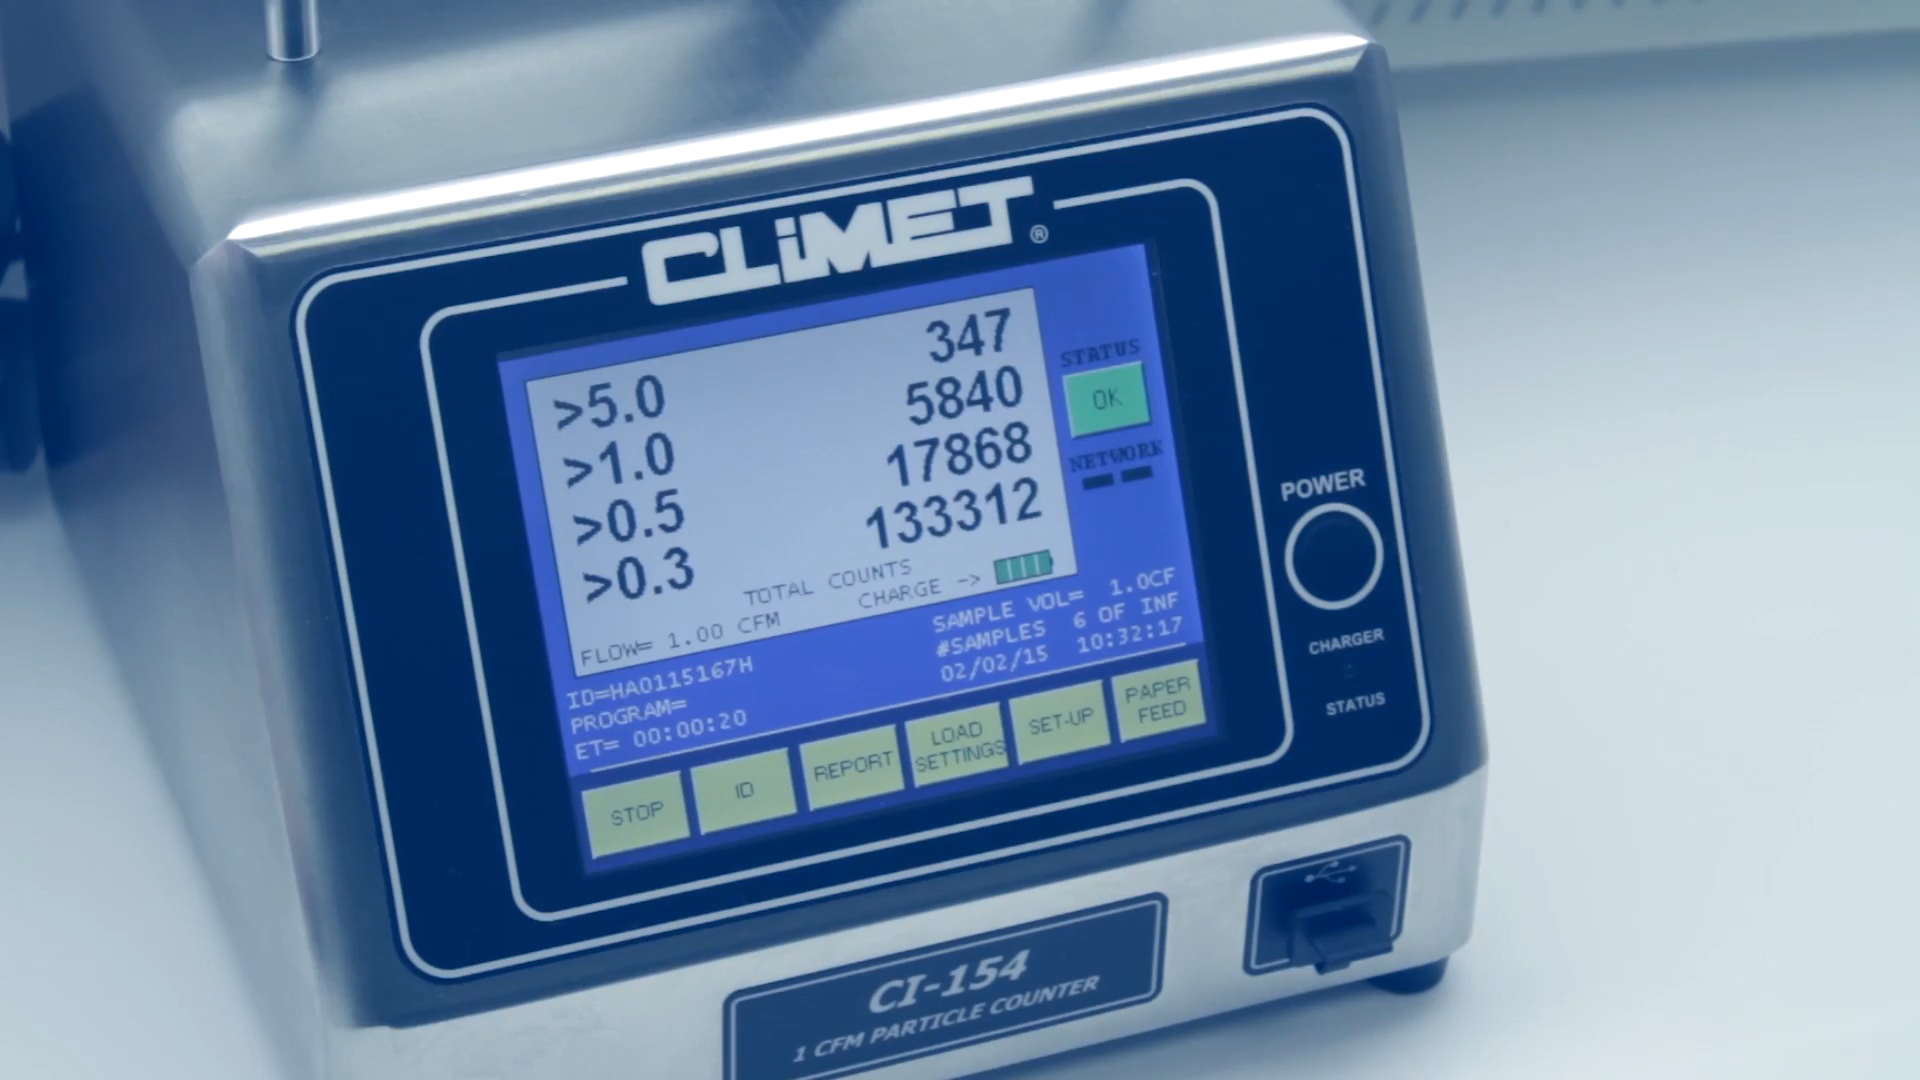 CLiMET®
>5.0 347
>1.0 5840
>0.5 17868
>0.3 133312
TOTAL COUNTS
FLOW= 1.00 CFM CHARGE ->
STATUS
OK
NETWORK
ID=HA0115167H SAMPLE VOL= 1.0CF
PROGRAM= #SAMPLES 6 OF INF
ET= 00:00:20 02/02/15 10:32:17
STOP
ID
REPORT
LOAD
SETTINGS
SET-UP
PAPER
FEED
POWER
CHARGER
STATUS
CI-154
1 CFM PARTICLE COUNTER